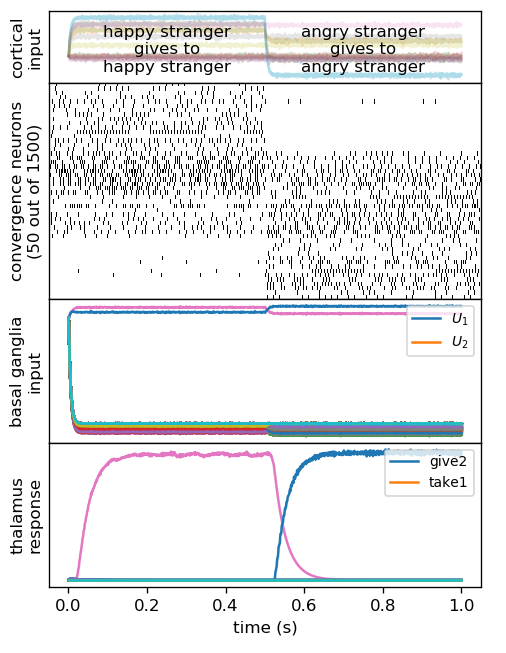 cortical
input
happy stranger
gives to
happy stranger
angry stranger
gives to
angry stranger
convergence neurons
(50 out of 1500)
basal ganglia
input
U1
U2
thalamus
response
give2
take1
0.0 0.2 0.4 0.6 0.8 1.0
time (s)